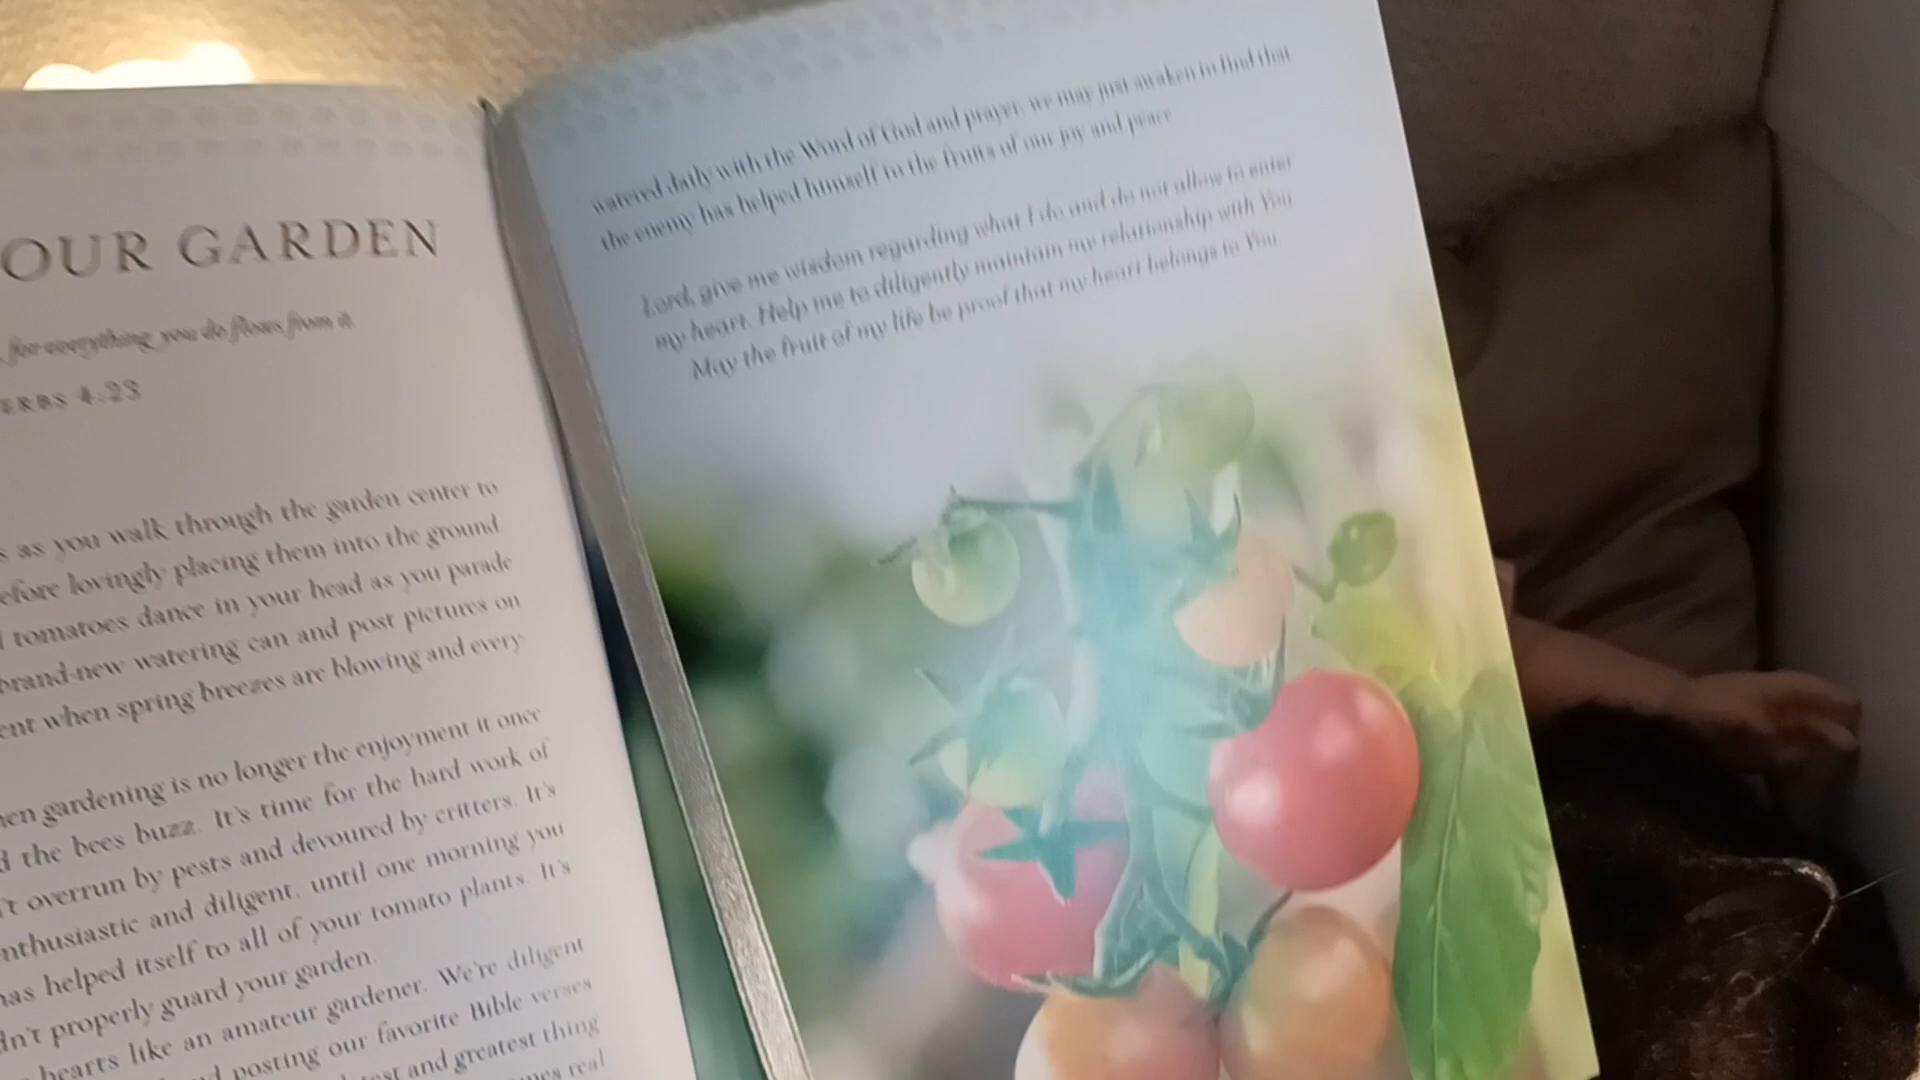 OUR GARDEN
for everything you do flows from it.
ERBS 4:23
s as you walk through the garden center to
efore lovingly placing them into the ground
tomatoes dance in your head as you parade
brand-new watering can and post pictures on
ent when spring breezes are blowing and every
en gardening is no longer the enjoyment it once
d the bees buzz. It's time for the hard work of
't overrun by pests and devoured by critters. It's
nthusiastic and diligent, until one morning you
has helped itself to all of your tomato plants. It's
dn't properly guard your garden.
hearts like an amateur gardener. We're diligent
posting our favorite Bible verses
test and greatest thing
mes real
watered daily with the Word of God and prayer, we may just awaken to find that
the enemy has helped himself to the fruits of our joy and peace.
Lord, give me wisdom regarding what I do and do not allow to enter
my heart. Help me to diligently maintain my relationship with You.
May the fruit of my life be proof that my heart belongs to You.